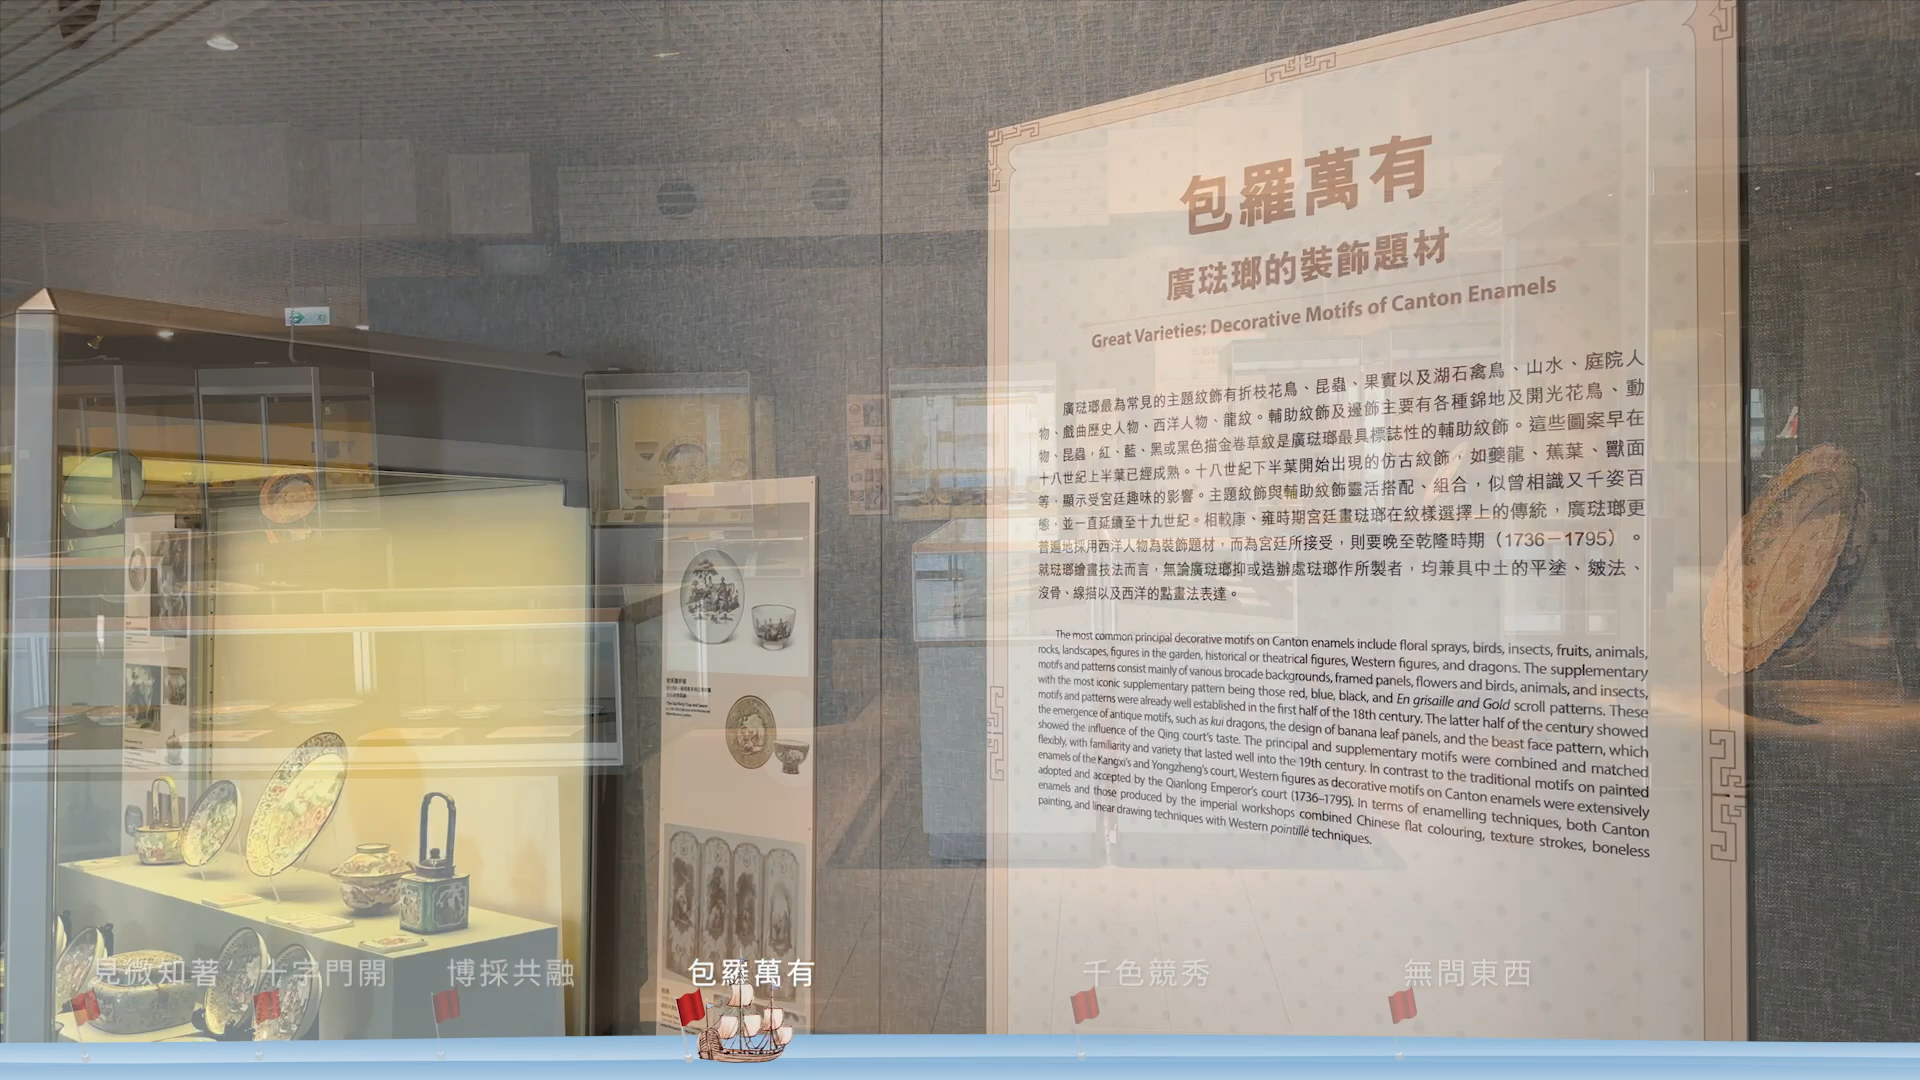 包羅萬有
廣琺瑯的裝飾題材
Great Varieties: Decorative Motifs of Canton Enamels
廣琺瑯最為常見的主題紋飾有折枝花鳥、昆蟲、果實以及湖石禽鳥、山水、庭院人
物、戲曲歷史人物、西洋人物、龍紋。輔助紋飾及邊飾主要有各種錦地及開光花鳥、動
物、昆蟲，紅、藍、黑或黑色描金卷草紋是廣琺瑯最具標誌性的輔助紋飾。這些圖案早在
十八世紀上半葉已經成熟。十八世紀下半葉開始出現的仿古紋飾，如夔龍、蕉葉、獸面
等，顯示受宮廷趣味的影響。主題紋飾與輔助紋飾靈活搭配、組合，似曾相識又千姿百
態，並一直延續至十九世紀。相較康、雍時期宮廷畫琺瑯在紋樣選擇上的傳統，廣琺瑯更
普遍地採用西洋人物為裝飾題材，而為宮廷所接受，則要晚至乾隆時期（1736－1795）。
就琺瑯繪畫技法而言，無論廣琺瑯抑或造辦處琺瑯作所製者，均兼具中土的平塗、皴法、
沒骨、線描以及西洋的點畫法表達。
The most common principal decorative motifs on Canton enamels include floral sprays, birds, insects, fruits, animals,
rocks, landscapes, figures in the garden, historical or theatrical figures, Western figures, and dragons. The supplementary
motifs and patterns consist mainly of various brocade backgrounds, framed panels, flowers and birds, animals, and insects,
with the most iconic supplementary pattern being those red, blue, black, and En grisaille and Gold scroll patterns. These
motifs and patterns were already well established in the first half of the 18th century. The latter half of the century showed
the emergence of antique motifs, such as kui dragons, the design of banana leaf panels, and the beast face pattern, which
showed the influence of the Qing court's taste. The principal and supplementary motifs were combined and matched
flexibly, with familiarity and variety that lasted well into the 19th century. In contrast to the traditional motifs on painted
enamels of the Kangxi's and Yongzheng's court, Western figures as decorative motifs on Canton enamels were extensively
adopted and accepted by the Qianlong Emperor's court (1736–1795). In terms of enamelling techniques, both Canton
enamels and those produced by the imperial workshops combined Chinese flat colouring, texture strokes, boneless
painting, and linear drawing techniques with Western pointillé techniques.
見微知著 十字門開 博採共融 包羅萬有 千色競秀 無問東西